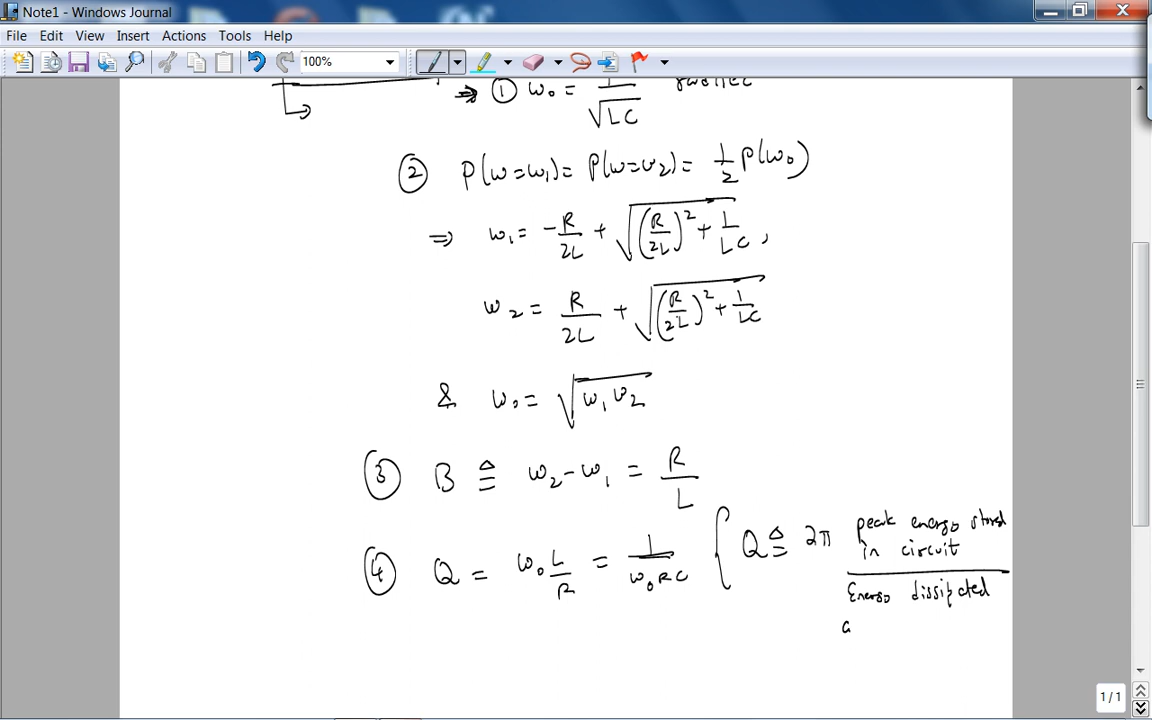 Note1 - Windows Journal
File Edit View Insert Actions Tools Help
100%
⇒ ① ω₀ = 1/√LC
② P(ω=ω₁) = P(ω=ω₂) = 1/2 P(ω₀)
⇒ ω₁ = -R/2L + √((R/2L)² + 1/LC) ,
ω₂ = R/2L + √((R/2L)² + 1/LC)
& ω₀ = √ω₁ω₂
③ B ≜ ω₂-ω₁ = R/L
④ Q = ω₀L/R = 1/ω₀RC { Q ≜ 2π peak energy stored
in circuit
Energy dissipated
a
1/1